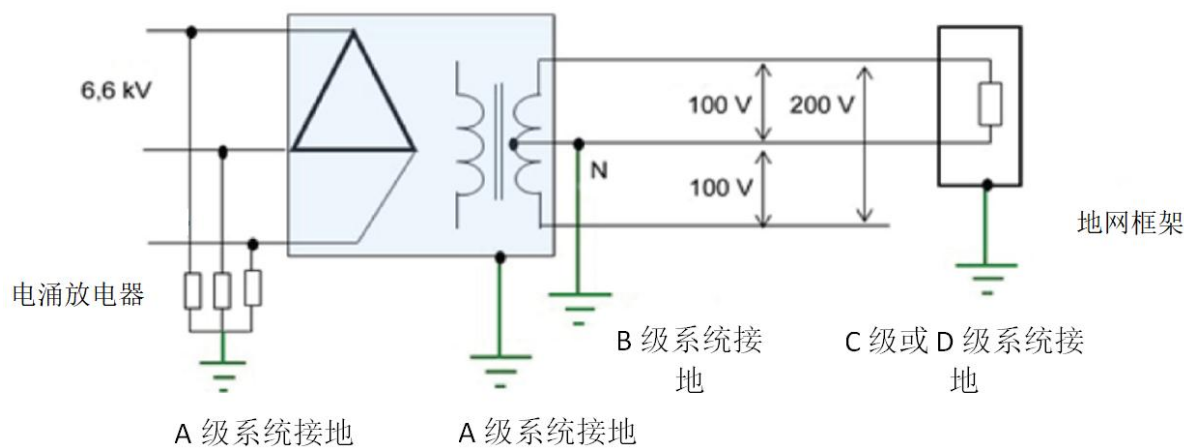 6,6 kV
100 V
200 V
N
100 V
地网框架
电涌放电器
B 级系统接
地
C 级或 D 级系统接
地
A 级系统接地
A 级系统接地